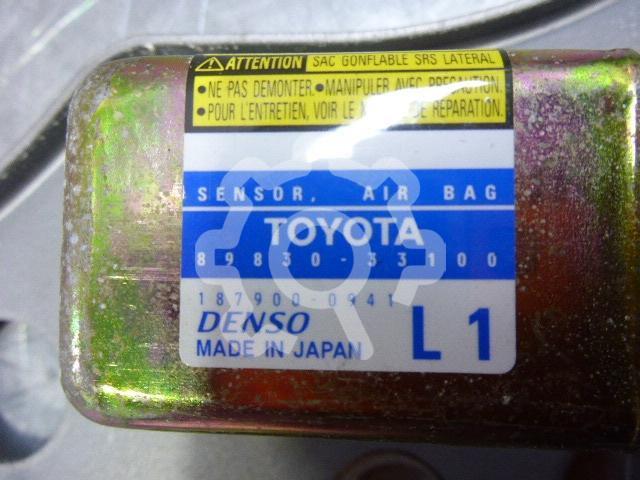 ATTENTION SAC GONFLABLE SRS LATERAL
•NE PAS DEMONTER •MANIPULER AVEC PRECAUTION.
•POUR L'ENTRETIEN, VOIR LE DE REPARATION.
SENSOR, AIR BAG
TOYOTA
89830-33100
187900-0941
DENSO
MADE IN JAPAN
L1